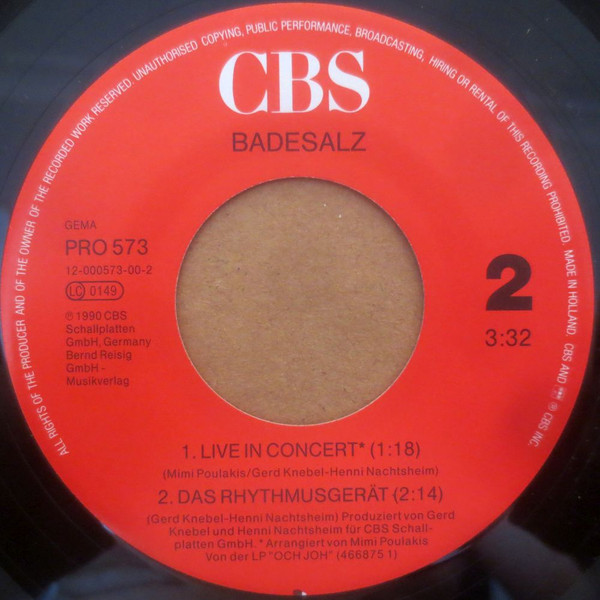 ALL RIGHTS OF THE PRODUCER AND OF THE OWNER OF THE RECORDED WORK RESERVED. UNAUTHORISED COPYING, PUBLIC PERFORMANCE, BROADCASTING, HIRING OR RENTAL OF THIS RECORDING PROHIBITED. MADE IN HOLLAND. CBS AND ℗ CBS INC.
CBS
BADESALZ
GEMA
PRO 573
12-000573-00-2
LC 0149
℗ 1990 CBS
Schallplatten
GmbH, Germany
Bernd Reisig
GmbH -
Musikverlag
2
3:32
1. LIVE IN CONCERT* (1:18)
(Mimi Poulakis/Gerd Knebel-Henni Nachtsheim)
2. DAS RHYTHMUSGERÄT (2:14)
(Gerd Knebel-Henni Nachtsheim) Produziert von Gerd
Knebel und Henni Nachtsheim für CBS Schall-
platten GmbH. * Arrangiert von Mimi Poulakis
Von der LP "OCH JOH" (466875 1)